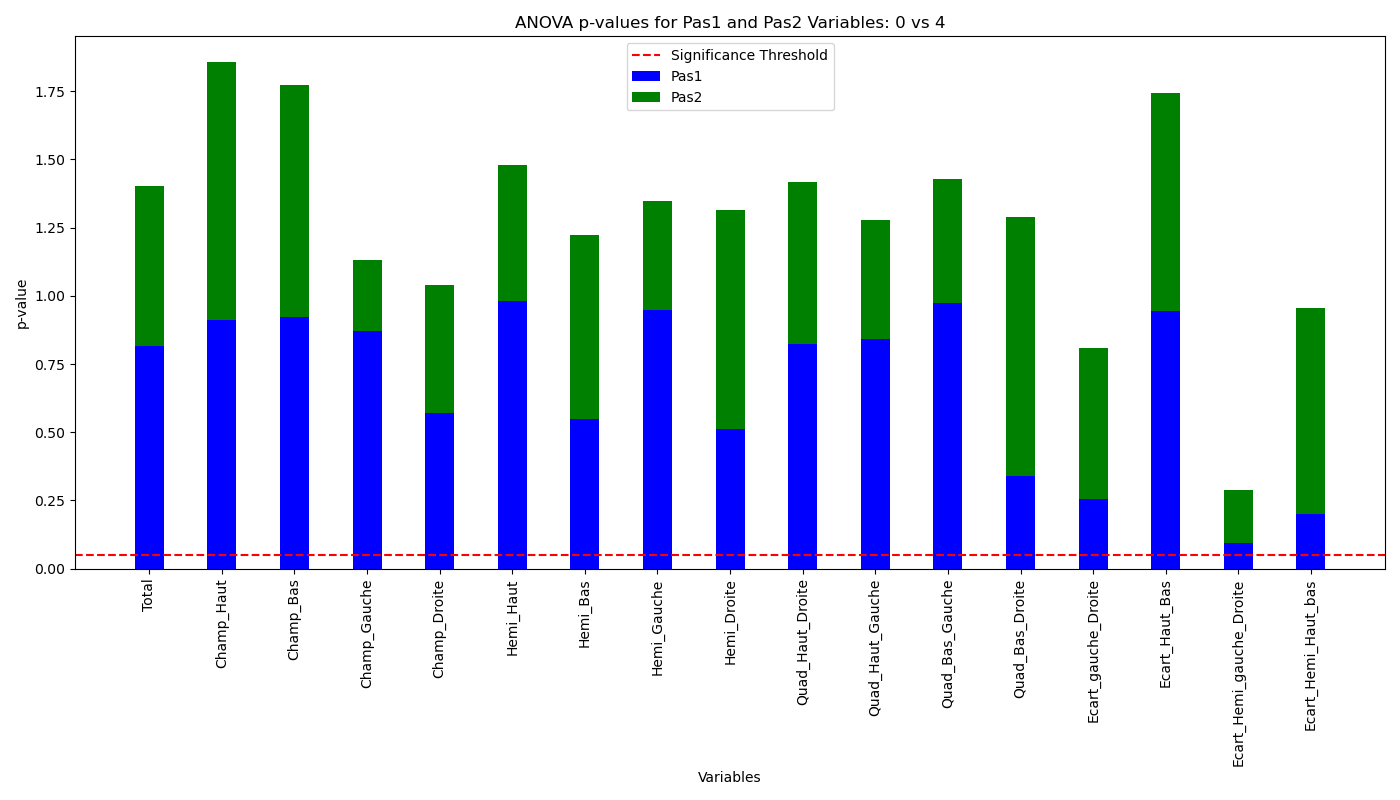 ANOVA p-values for Pas1 and Pas2 Variables: 0 vs 4
Significance Threshold
Pas1
Pas2
p-value
1.75
1.50
1.25
1.00
0.75
0.50
0.25
0.00
Total
Champ_Haut
Champ_Bas
Champ_Gauche
Champ_Droite
Hemi_Haut
Hemi_Bas
Hemi_Gauche
Hemi_Droite
Quad_Haut_Droite
Quad_Haut_Gauche
Quad_Bas_Gauche
Quad_Bas_Droite
Ecart_gauche_Droite
Ecart_Haut_Bas
Ecart_Hemi_gauche_Droite
Ecart_Hemi_Haut_bas
Variables